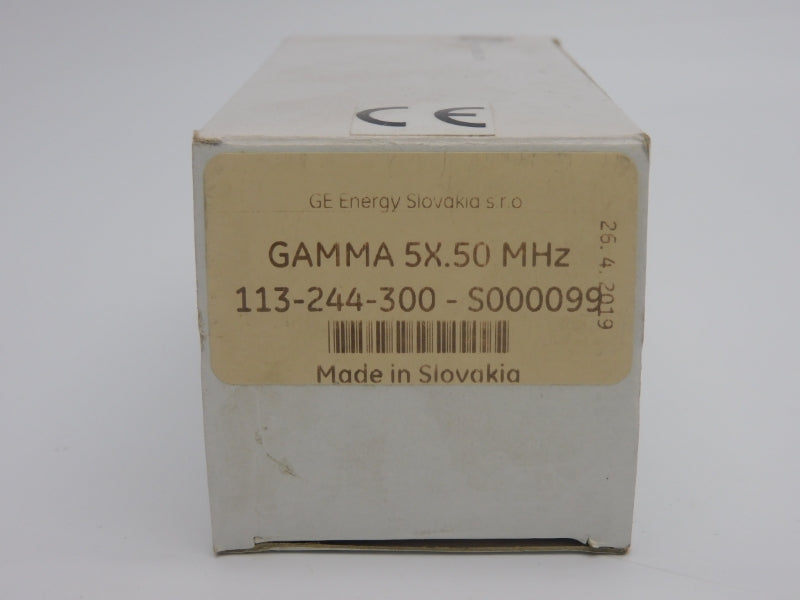 CE
GE Energy Slovakia s.r.o
GAMMA 5X.50 MHz
113-244-300 - S000099
Made in Slovakia
26. 4. 2019